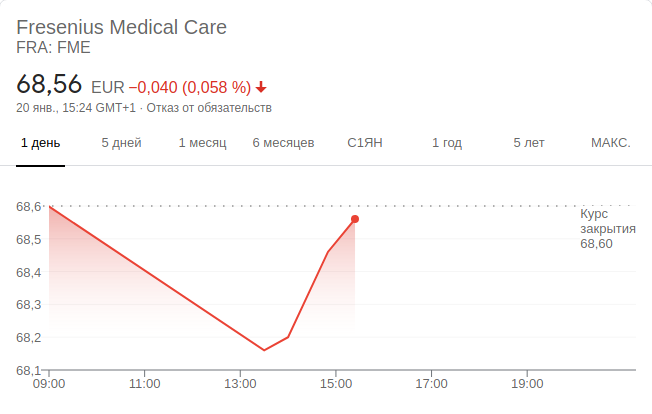 Fresenius Medical Care
FRA: FME
68,56 EUR −0,040 (0,058 %)
20 янв., 15:24 GMT+1 · Отказ от обязательств
1 день 5 дней 1 месяц 6 месяцев С1ЯН 1 год 5 лет МАКС.
68,6
Курс
закрытия
68,60
68,5
68,4
68,3
68,2
68,1
09:00 11:00 13:00 15:00 17:00 19:00